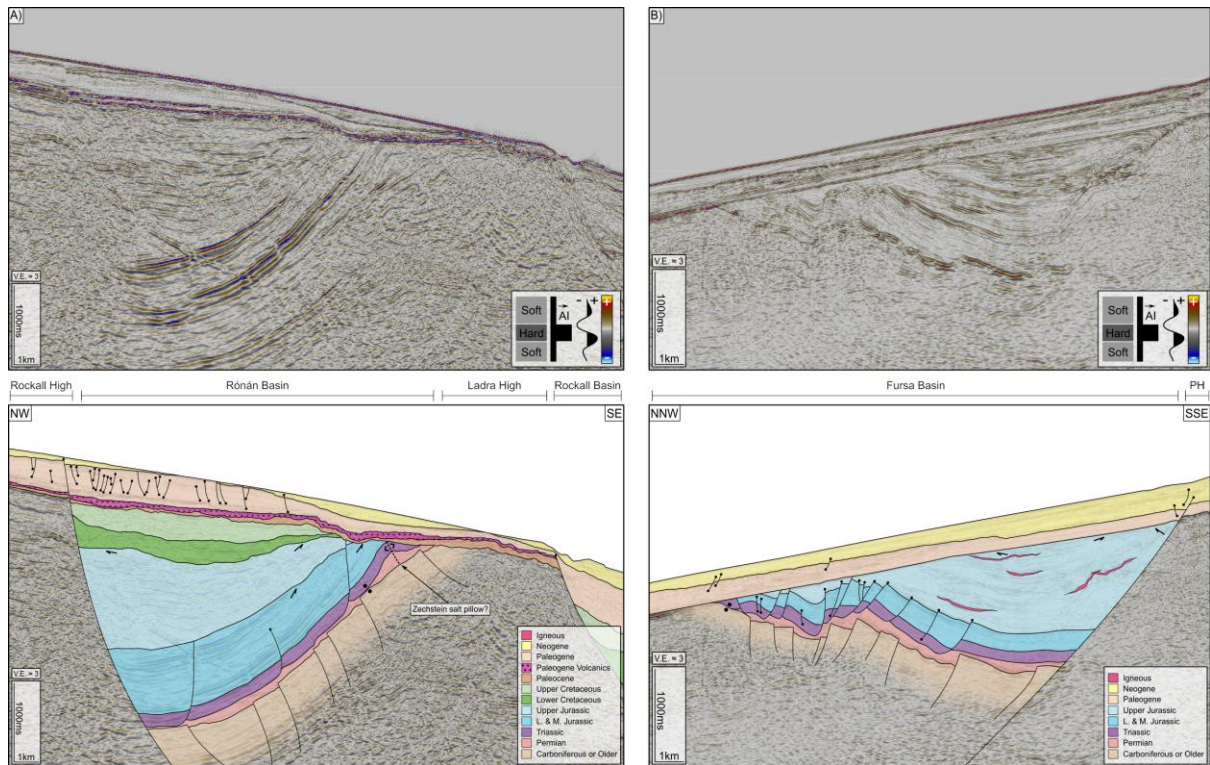 A)
V.E. ≈ 3
1000ms
1km
Soft
Hard
Soft
AI
- +
+
B)
V.E. ≈ 3
1000ms
1km
Soft
Hard
Soft
AI
- +
+
Rockall High
Rónán Basin
Ladra High
Rockall Basin
Fursa Basin
PH
NW
SE
Zechstein salt pillow?
V.E. ≈ 3
1000ms
1km
Igneous
Neogene
Paleogene
Paleogene Volcanics
Paleocene
Upper Cretaceous
Lower Cretaceous
Upper Jurassic
L. & M. Jurassic
Triassic
Permian
Carboniferous or Older
NNW
SSE
V.E. ≈ 3
1000ms
1km
Igneous
Neogene
Paleogene
Upper Jurassic
L. & M. Jurassic
Triassic
Permian
Carboniferous or Older